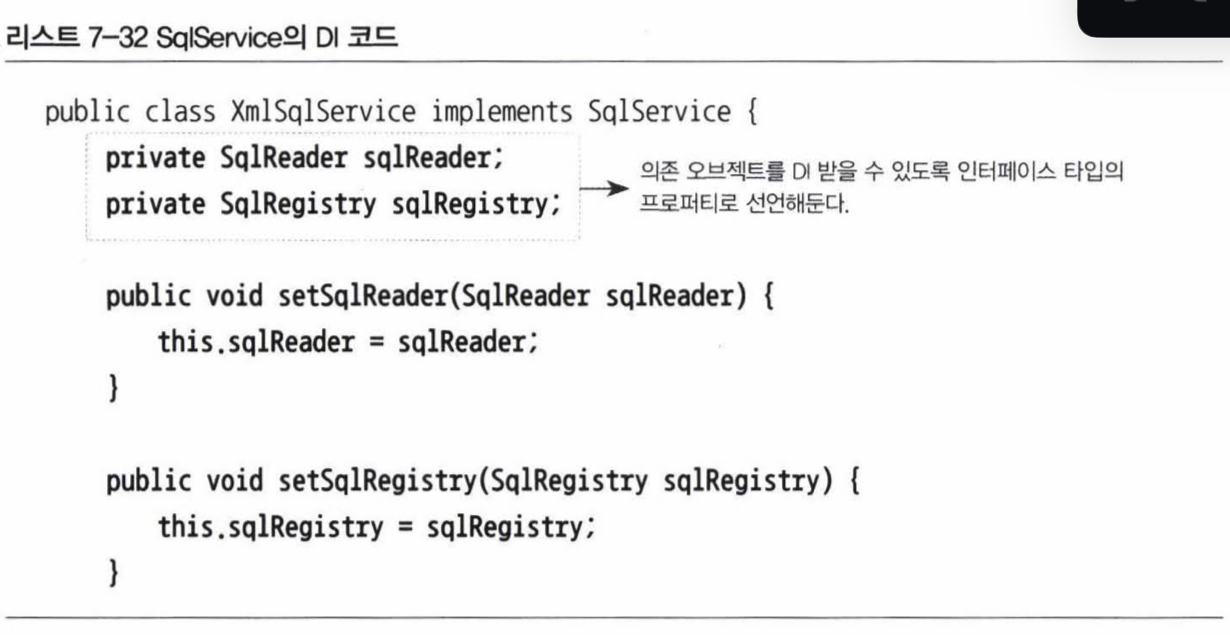 리스트 7-32 SqlService의 DI 코드
public class XmlSqlService implements SqlService {
private SqlReader sqlReader;
private SqlRegistry sqlRegistry;
의존 오브젝트를 DI 받을 수 있도록 인터페이스 타입의
프로퍼티로 선언해둔다.
public void setSqlReader(SqlReader sqlReader) {
this.sqlReader = sqlReader;
}
public void setSqlRegistry(SqlRegistry sqlRegistry) {
this.sqlRegistry = sqlRegistry;
}